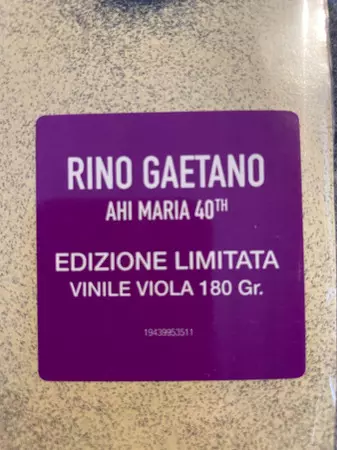 RINO GAETANO
AHI MARIA 40TH
EDIZIONE LIMITATA
VINILE VIOLA 180 Gr.
19439953511